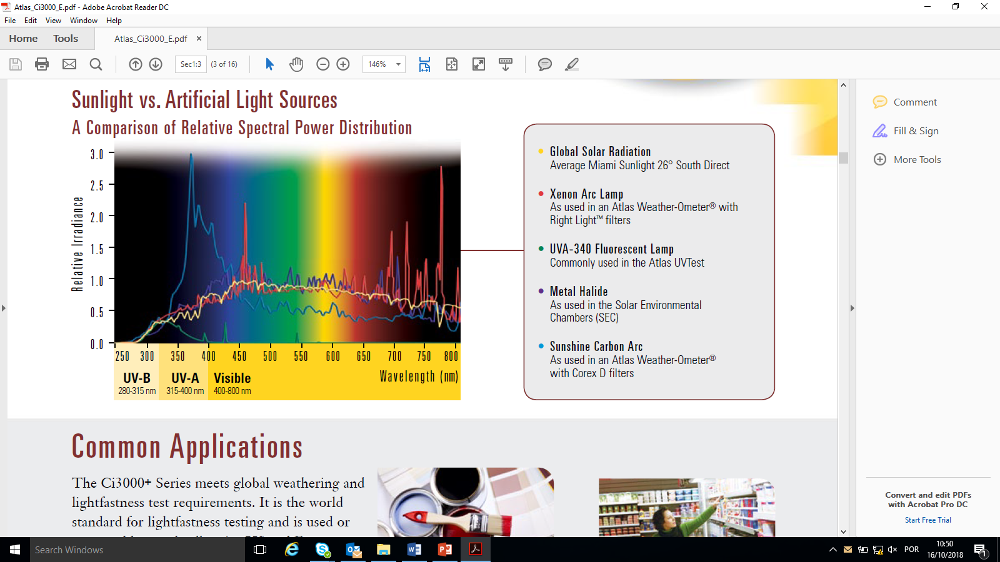 Atlas_Ci3000_E.pdf - Adobe Acrobat Reader DC
File Edit View Window Help
Home Tools Atlas_Ci3000_E.pdf ×
Sec1:3 (3 of 16) 146%
Sunlight vs. Artificial Light Sources
A Comparison of Relative Spectral Power Distribution
Relative Irradiance
3.0
2.5
2.0
1.5
1.0
0.5
0.0
250 300 350 400 450 500 550 600 650 700 750 800
Wavelength (nm)
UV-B UV-A Visible
280-315 nm 315-400 nm 400-800 nm
• Global Solar Radiation
Average Miami Sunlight 26° South Direct
• Xenon Arc Lamp
As used in an Atlas Weather-Ometer® with
Right Light™ filters
• UVA-340 Fluorescent Lamp
Commonly used in the Atlas UVTest
• Metal Halide
As used in the Solar Environmental
Chambers (SEC)
• Sunshine Carbon Arc
As used in an Atlas Weather-Ometer®
with Corex D filters
Common Applications
The Ci3000+ Series meets global weathering and
lightfastness test requirements. It is the world
standard for lightfastness testing and is used or
Comment
Fill & Sign
More Tools
Convert and edit PDFs
with Acrobat Pro DC
Start Free Trial
Search Windows
POR
10:50
16/10/2018
1